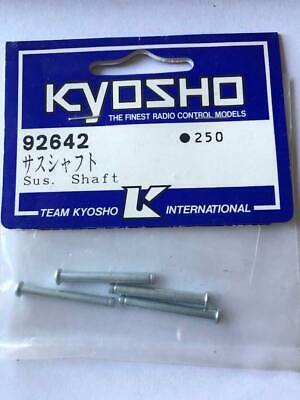 KYOSHO
THE FINEST RADIO CONTROL MODELS
92642
●250
サスシャフト
Sus. Shaft
TEAM KYOSHO K INTERNATIONAL